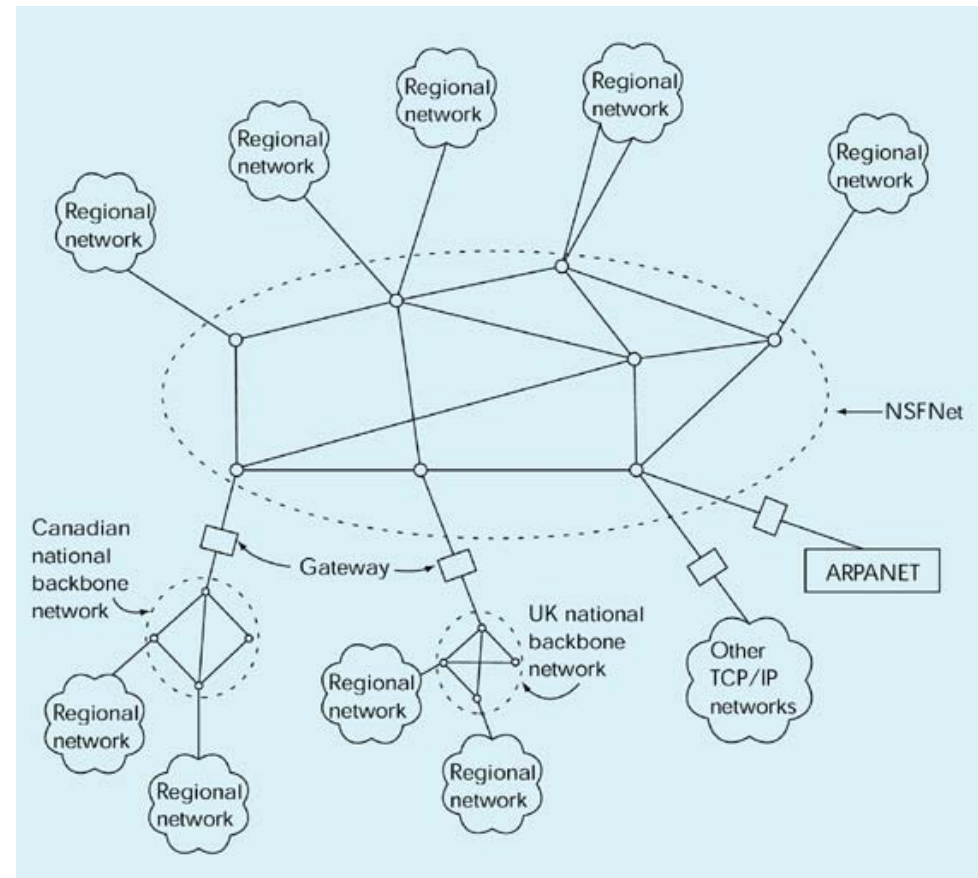 Regional
network
Regional
network
Regional
network
Regional
network
Regional
network
NSFNet
Canadian
national
backbone
network
Gateway
ARPANET
UK national
backbone
network
Other
TCP/IP
networks
Regional
network
Regional
network
Regional
network
Regional
network